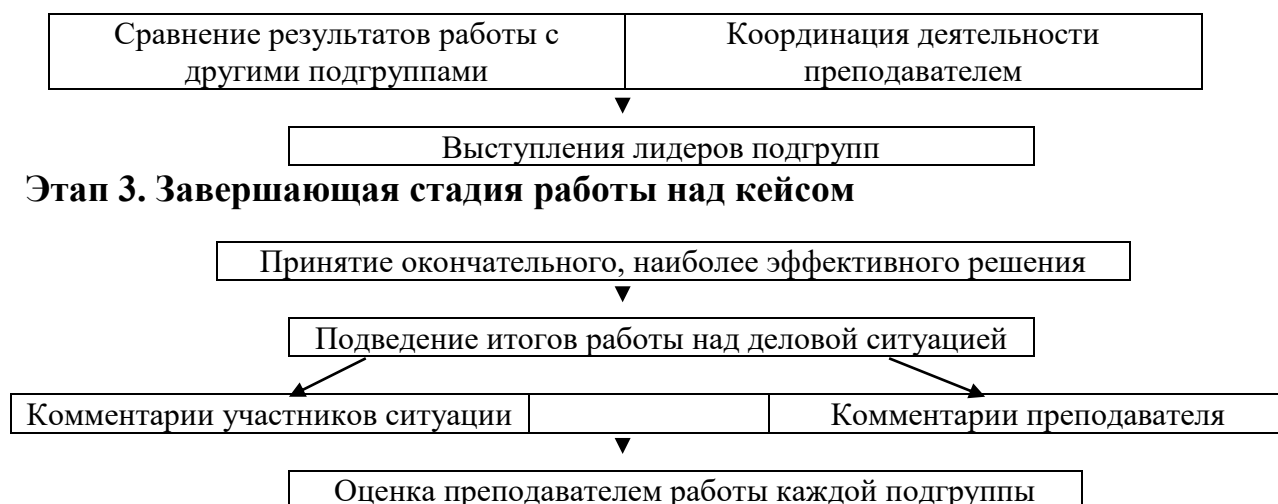 Сравнение результатов работы с
другими подгруппами
Координация деятельности
преподавателем
Выступления лидеров подгрупп
Этап 3. Завершающая стадия работы над кейсом
Принятие окончательного, наиболее эффективного решения
Подведение итогов работы над деловой ситуацией
Комментарии участников ситуации
Комментарии преподавателя
Оценка преподавателем работы каждой подгруппы